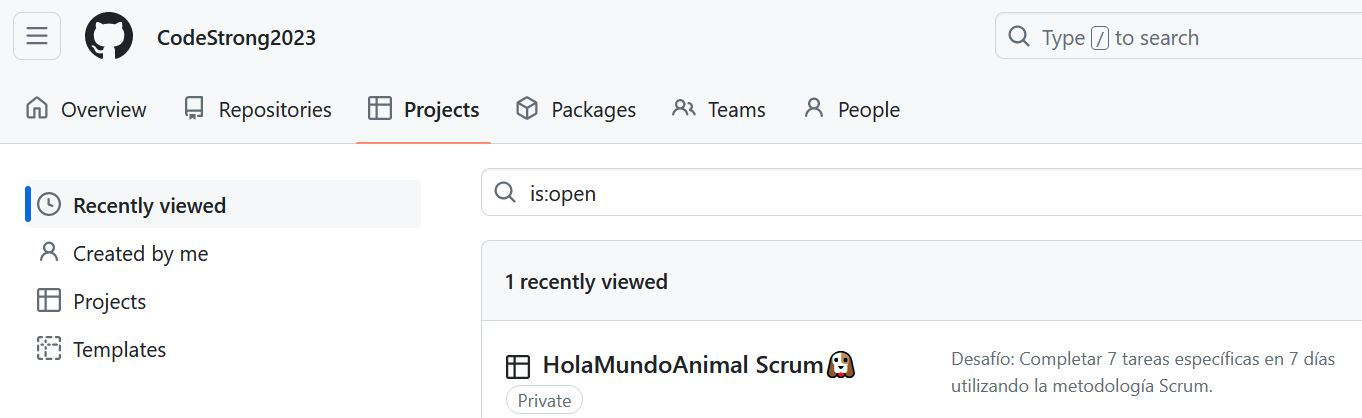 CodeStrong2023
Type / to search
Overview Repositories Projects Packages Teams People
Recently viewed
Created by me
Projects
Templates
is:open
1 recently viewed
HolaMundoAnimal Scrum
Private
Desafío: Completar 7 tareas específicas en 7 días
utilizando la metodología Scrum.